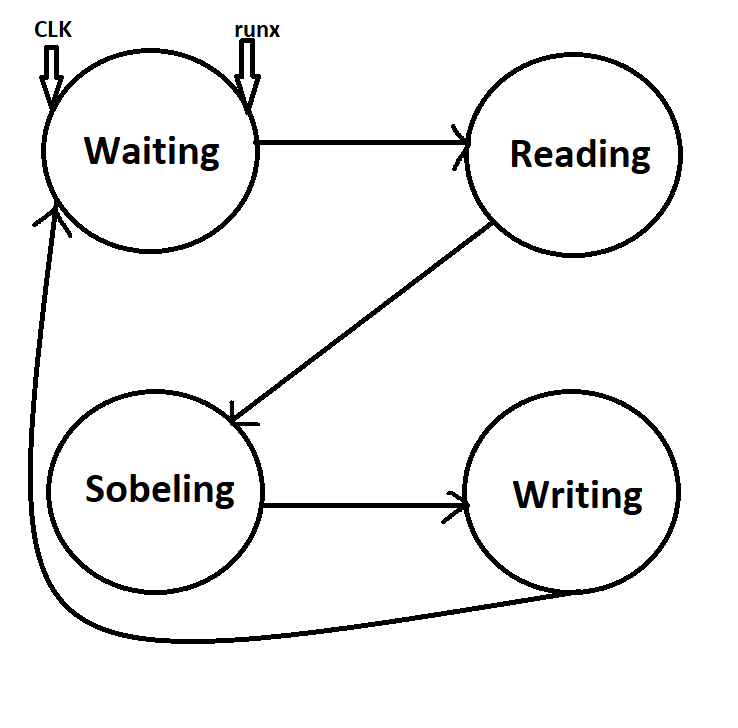 CLK
runx
Waiting
Reading
Sobeling
Writing